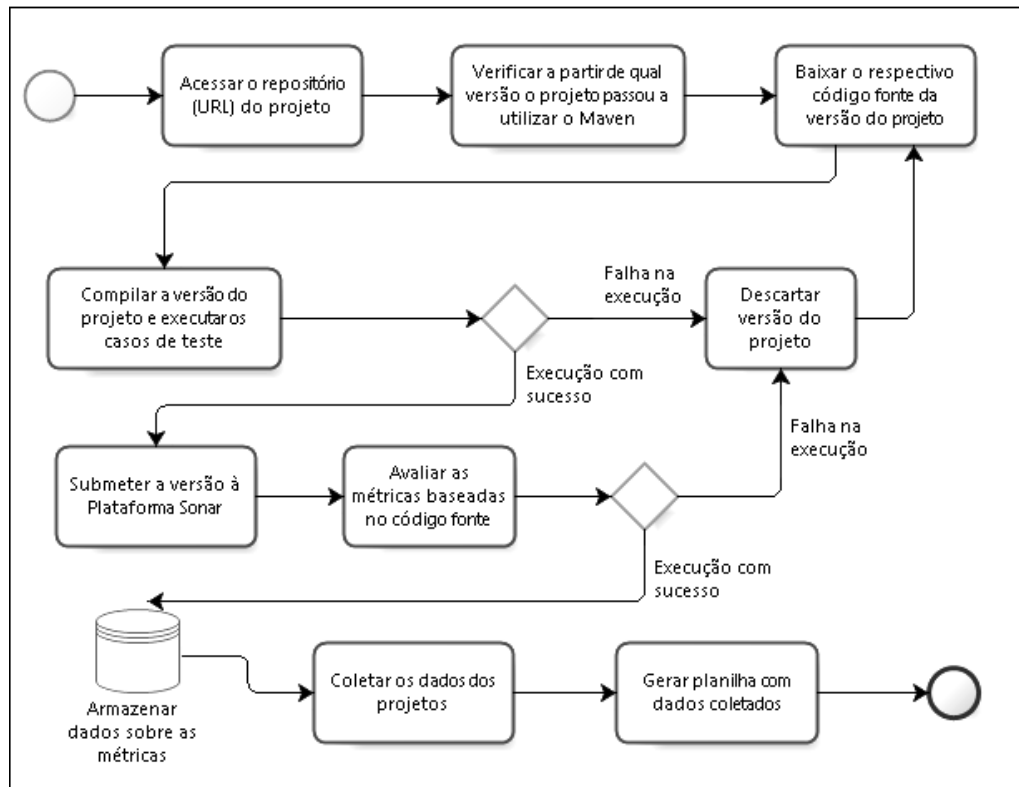 Acessar o repositório
(URL) do projeto
Verificar a partir de qual
versão o projeto passou a
utilizar o Maven
Baixar o respectivo
código fonte da
versão do projeto
Compilar a versão do
projeto e executar os
casos de teste
Falha na
execução
Descartar
versão do
projeto
Execução com
sucesso
Falha na
execução
Submeter a versão à
Plataforma Sonar
Avaliar as
métricas baseadas
no código fonte
Execução com
sucesso
Armazenar
dados sobre as
métricas
Coletar os dados dos
projetos
Gerar planilha com
dados coletados